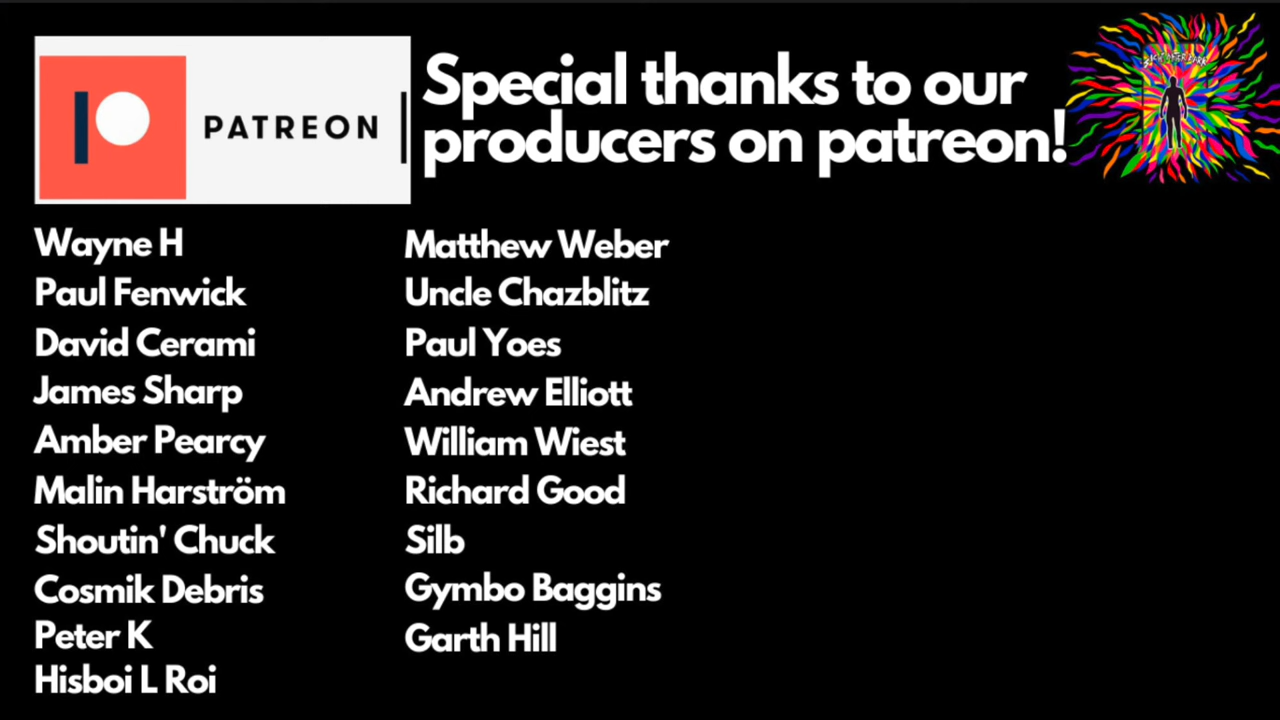 PATREON
Special thanks to our
producers on patreon!
Wayne H
Paul Fenwick
David Cerami
James Sharp
Amber Pearcy
Malin Harström
Shoutin' Chuck
Cosmik Debris
Peter K
Hisboi L Roi
Matthew Weber
Uncle Chazblitz
Paul Yoes
Andrew Elliott
William Wiest
Richard Good
Silb
Gymbo Baggins
Garth Hill